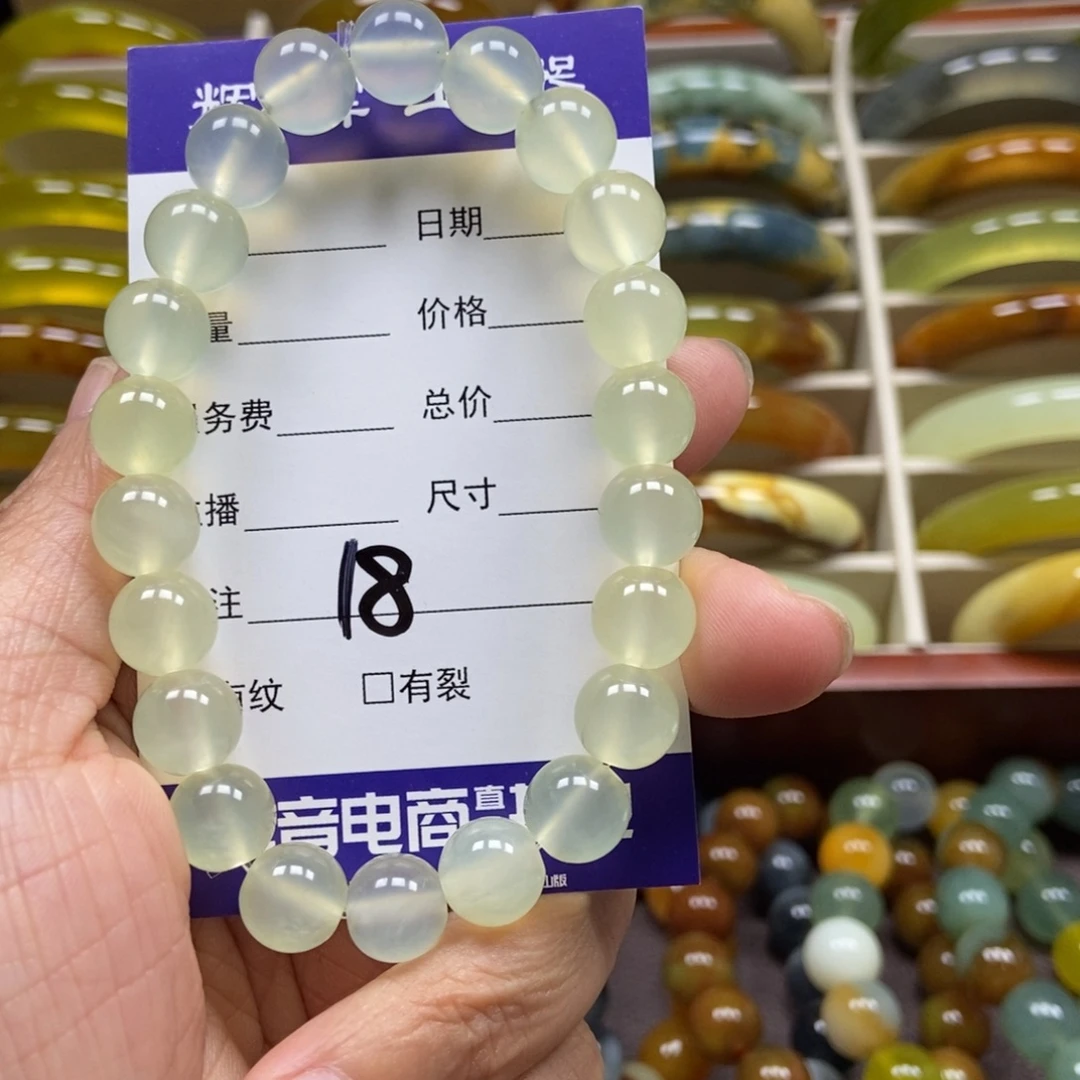 日期
量 价格
务费 总价
播 尺寸
注 18
纹 □有裂
音电商